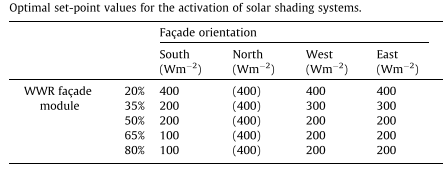 Optimal set-point values for the activation of solar shading systems.
Façade orientation
South (Wm⁻²) North (Wm⁻²) West (Wm⁻²) East (Wm⁻²)
WWR façade module 20% 400 (400) 400 400
35% 200 (400) 300 300
50% 200 (400) 200 200
65% 100 (400) 200 200
80% 100 (400) 200 200